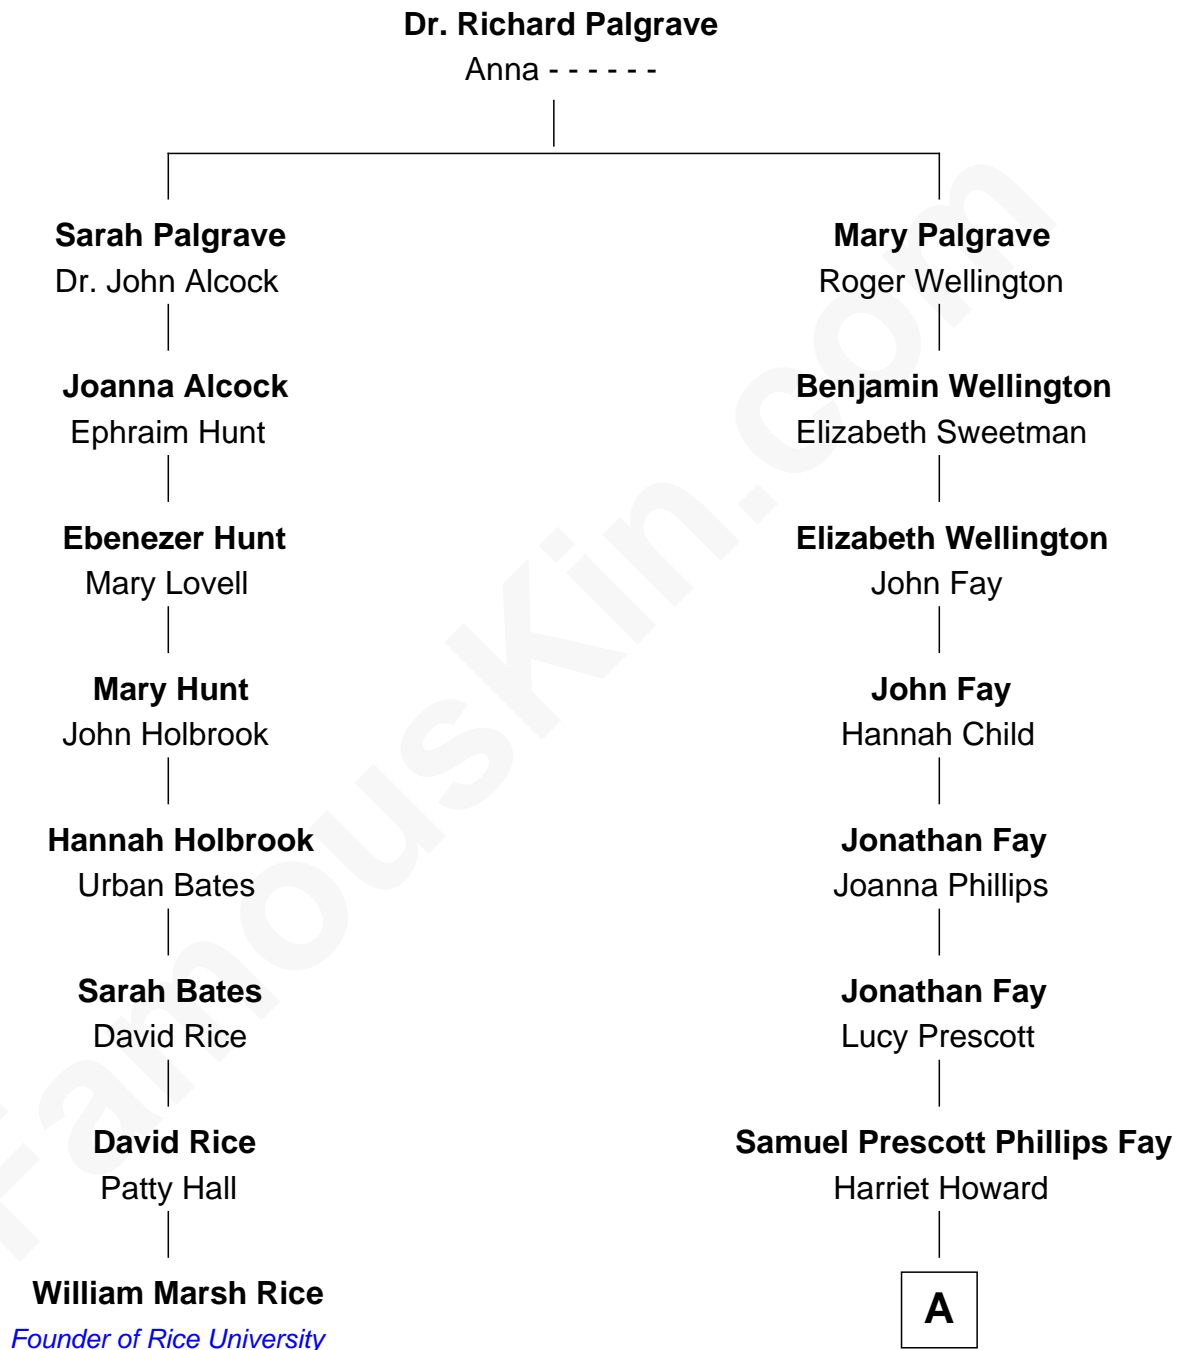 Dr. Richard Palgrave
Anna - - - - - -
Sarah Palgrave
Dr. John Alcock
Mary Palgrave
Roger Wellington
Joanna Alcock
Ephraim Hunt
Benjamin Wellington
Elizabeth Sweetman
Ebenezer Hunt
Mary Lovell
Elizabeth Wellington
John Fay
Mary Hunt
John Holbrook
John Fay
Hannah Child
Hannah Holbrook
Urban Bates
Jonathan Fay
Joanna Phillips
Sarah Bates
David Rice
Jonathan Fay
Lucy Prescott
David Rice
Patty Hall
Samuel Prescott Phillips Fay
Harriet Howard
William Marsh Rice
Founder of Rice University
A
FamousKin.com